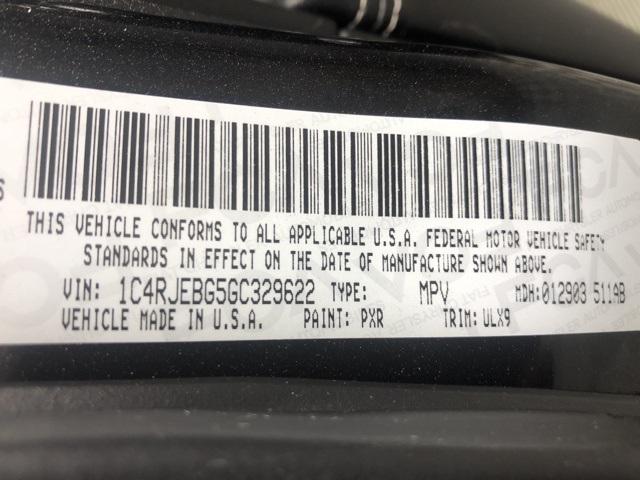 THIS VEHICLE CONFORMS TO ALL APPLICABLE U.S.A. FEDERAL MOTOR VEHICLE SAFETY
STANDARDS IN EFFECT ON THE DATE OF MANUFACTURE SHOWN ABOVE.
VIN: 1C4RJEBG5GC329622 TYPE: MPV MDH:012903 511AB
VEHICLE MADE IN U.S.A. PAINT: PXR TRIM: ULX9